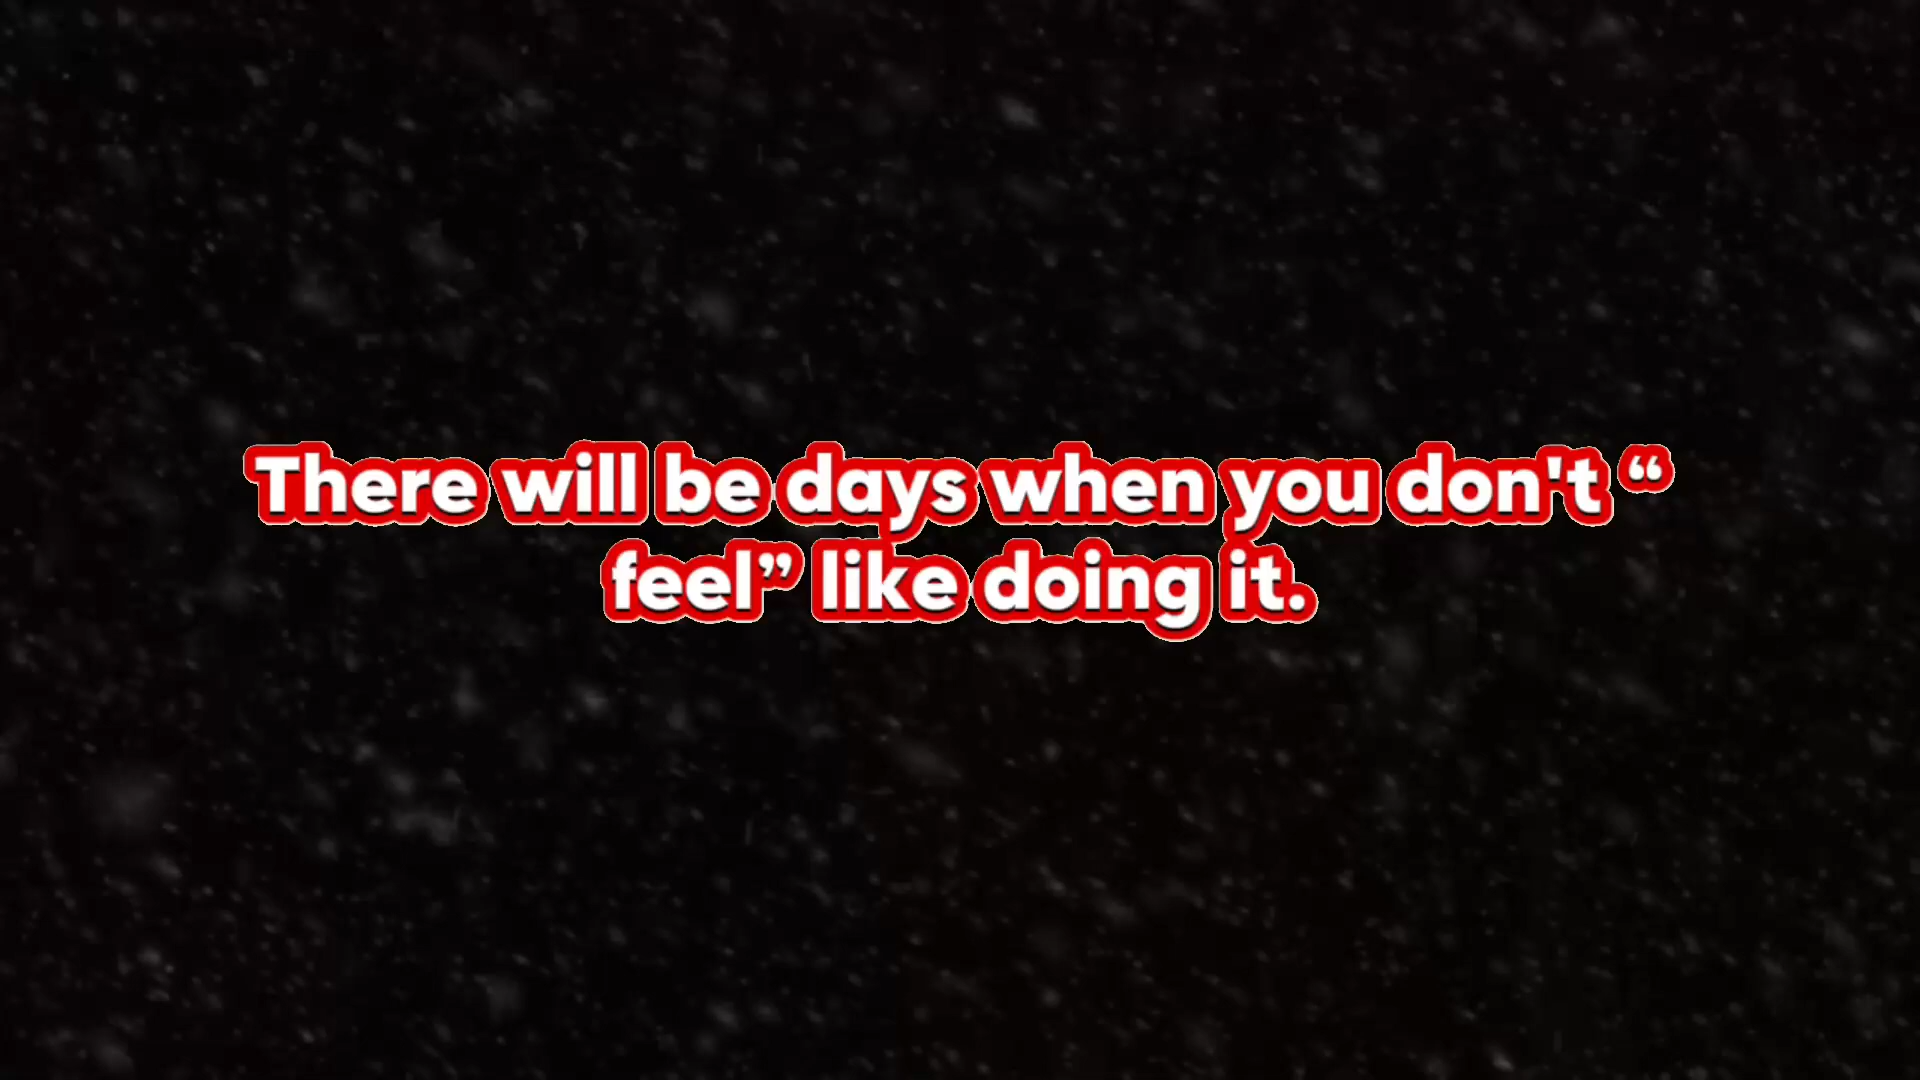 There will be days when you don't “
feel” like doing it.